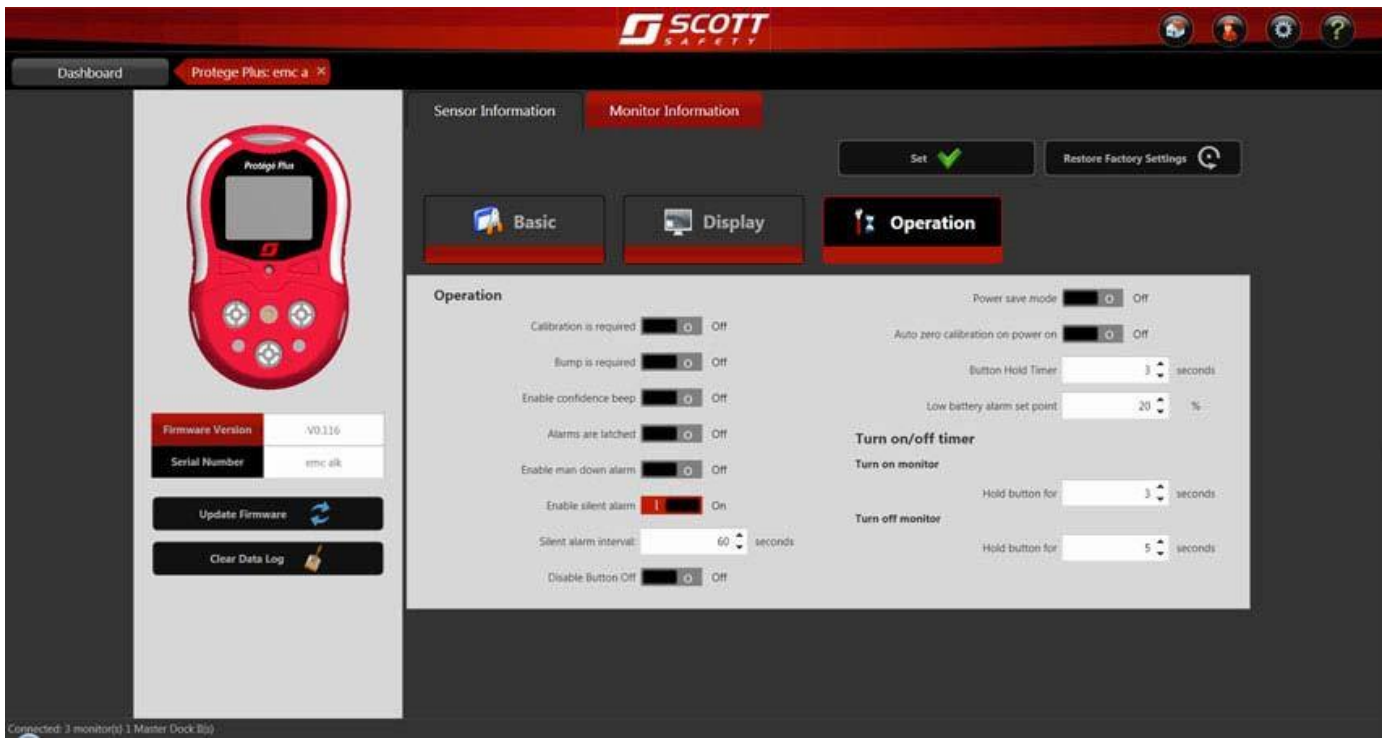 SCOTT
SAFETY
Dashboard
Protege Plus: emc a ×
Sensor Information
Monitor Information
Set
Restore Factory Settings
Protégé Plus
Basic
Display
Operation
Operation
Calibration is required O Off
Bump is required O Off
Enable confidence beep O Off
Alarms are latched O Off
Enable man down alarm O Off
Enable silent alarm I On
Silent alarm interval: 60 seconds
Disable Button Off O Off
Power save mode O Off
Auto zero calibration on power on O Off
Button Hold Timer 3 seconds
Low battery alarm set point 20 %
Turn on/off timer
Turn on monitor
Hold button for 3 seconds
Turn off monitor
Hold button for 5 seconds
Firmware Version V0.116
Serial Number emc alk
Update Firmware
Clear Data Log
Connected: 3 monitor(s) 1 Master Dock II(s)